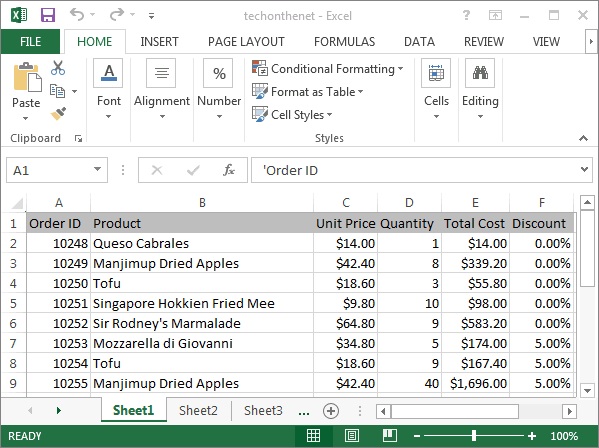 techonthenet - Excel
FILE HOME INSERT PAGE LAYOUT FORMULAS DATA REVIEW VIEW
Paste Font Alignment Number Conditional Formatting Cells Editing
Format as Table
Cell Styles
Clipboard Styles
A1 fx 'Order ID
A B C D E F
1 Order ID Product Unit Price Quantity Total Cost Discount
2 10248 Queso Cabrales $14.00 1 $14.00 0.00%
3 10249 Manjimup Dried Apples $42.40 8 $339.20 0.00%
4 10250 Tofu $18.60 3 $55.80 0.00%
5 10251 Singapore Hokkien Fried Mee $9.80 10 $98.00 0.00%
6 10252 Sir Rodney's Marmalade $64.80 9 $583.20 0.00%
7 10253 Mozzarella di Giovanni $34.80 5 $174.00 5.00%
8 10254 Tofu $18.60 9 $167.40 5.00%
9 10255 Manjimup Dried Apples $42.40 40 $1,696.00 5.00%
Sheet1 Sheet2 Sheet3 ...
READY 100%